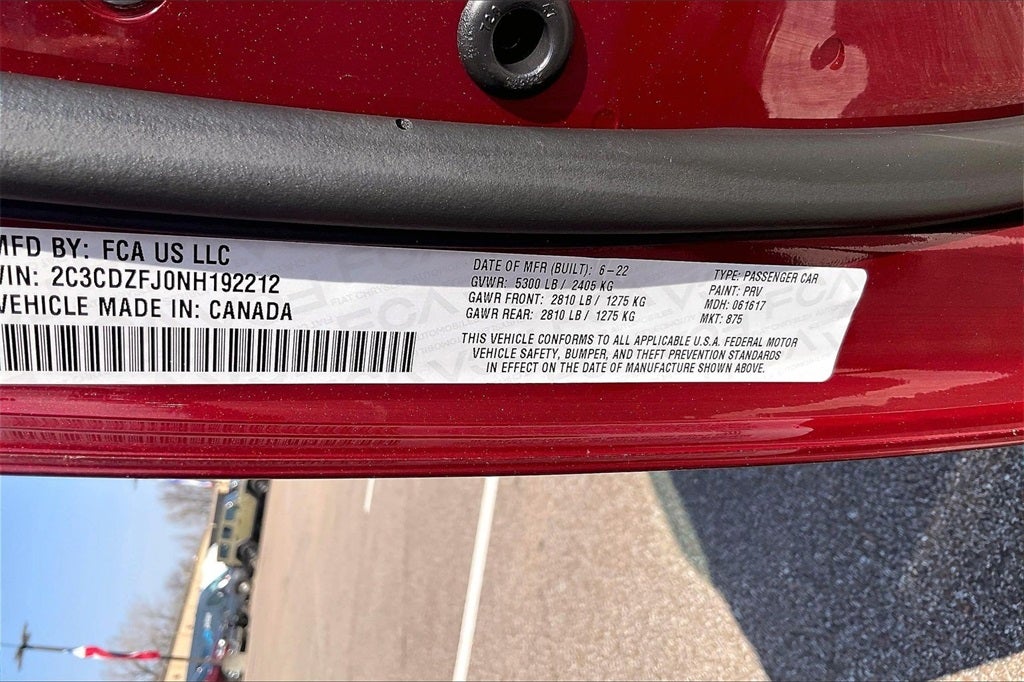 MFD BY: FCA US LLC
VIN: 2C3CDZFJ0NH192212
VEHICLE MADE IN: CANADA
DATE OF MFR (BUILT): 6-22
GVWR: 5300 LB / 2405 KG
GAWR FRONT: 2810 LB / 1275 KG
GAWR REAR: 2810 LB / 1275 KG
TYPE: PASSENGER CAR
PAINT: PRV
MDH: 061617
MKT: 875
THIS VEHICLE CONFORMS TO ALL APPLICABLE U.S.A. FEDERAL MOTOR
VEHICLE SAFETY, BUMPER, AND THEFT PREVENTION STANDARDS
IN EFFECT ON THE DATE OF MANUFACTURE SHOWN ABOVE.